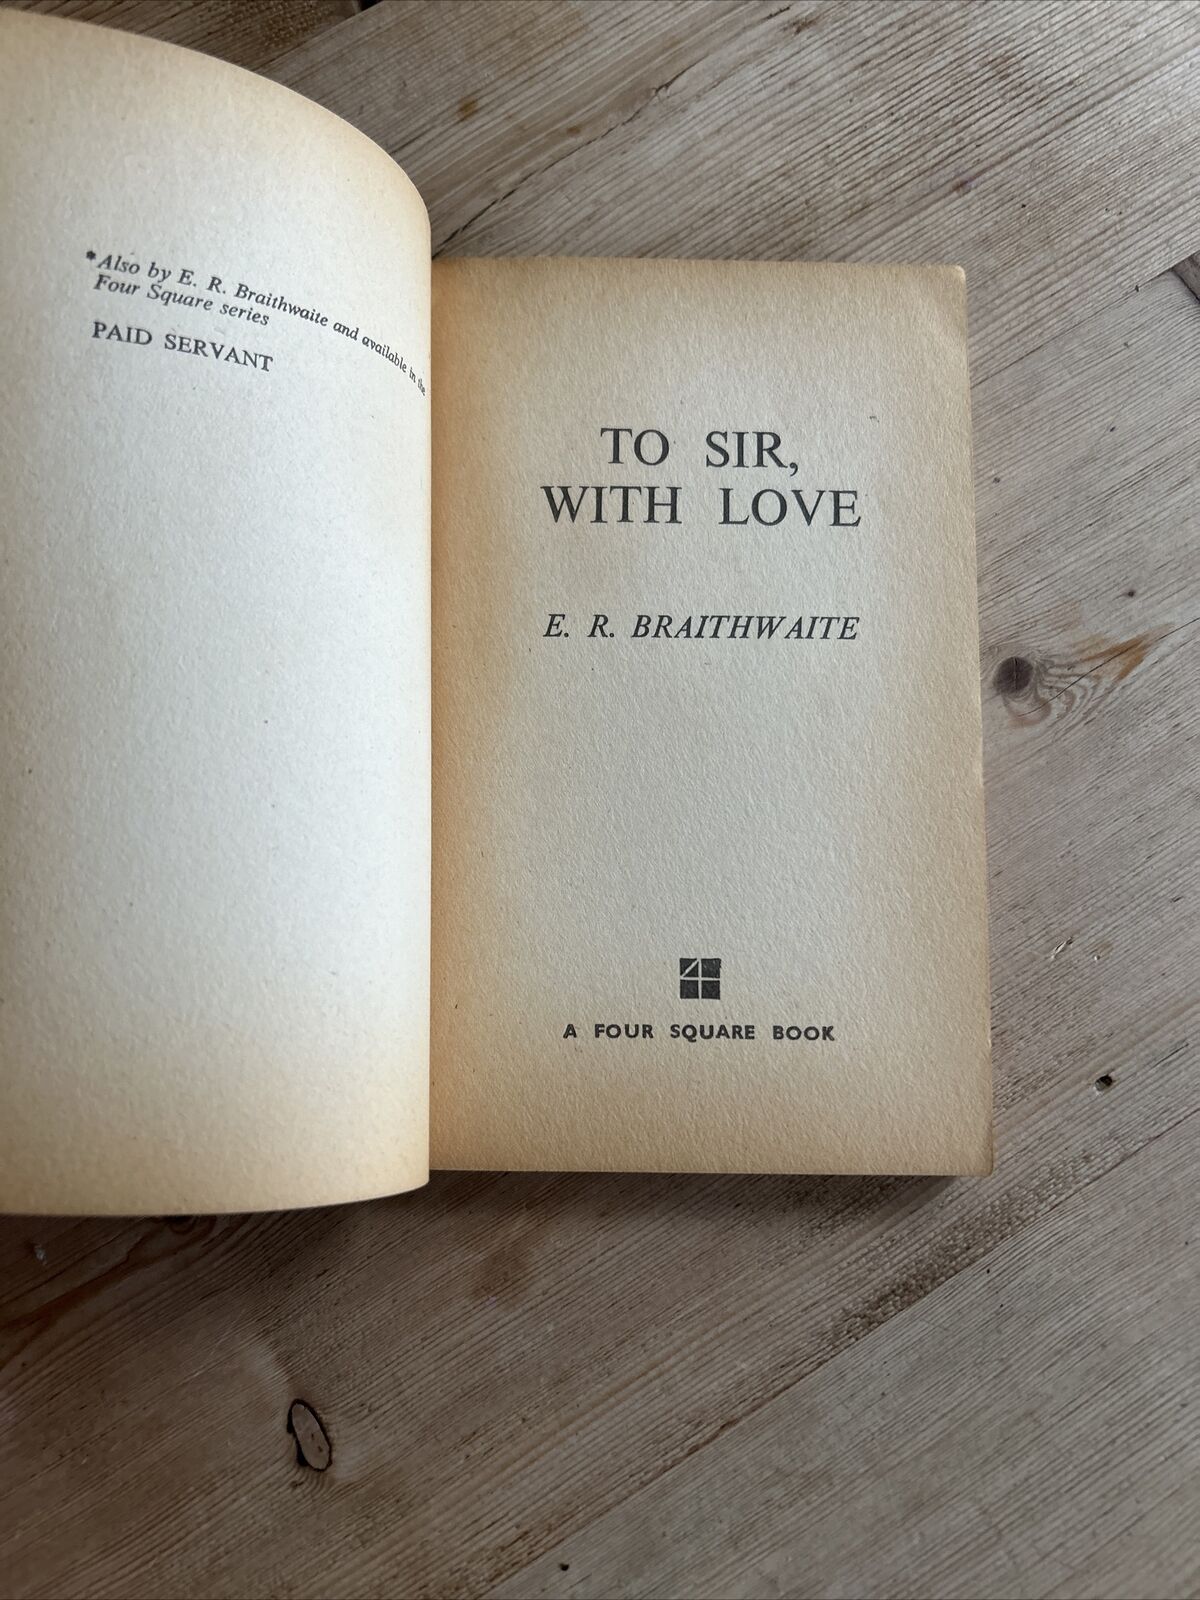 *Also by E. R. Braithwaite and available in the
Four Square series
PAID SERVANT
TO SIR,
WITH LOVE
E. R. BRAITHWAITE
A FOUR SQUARE BOOK